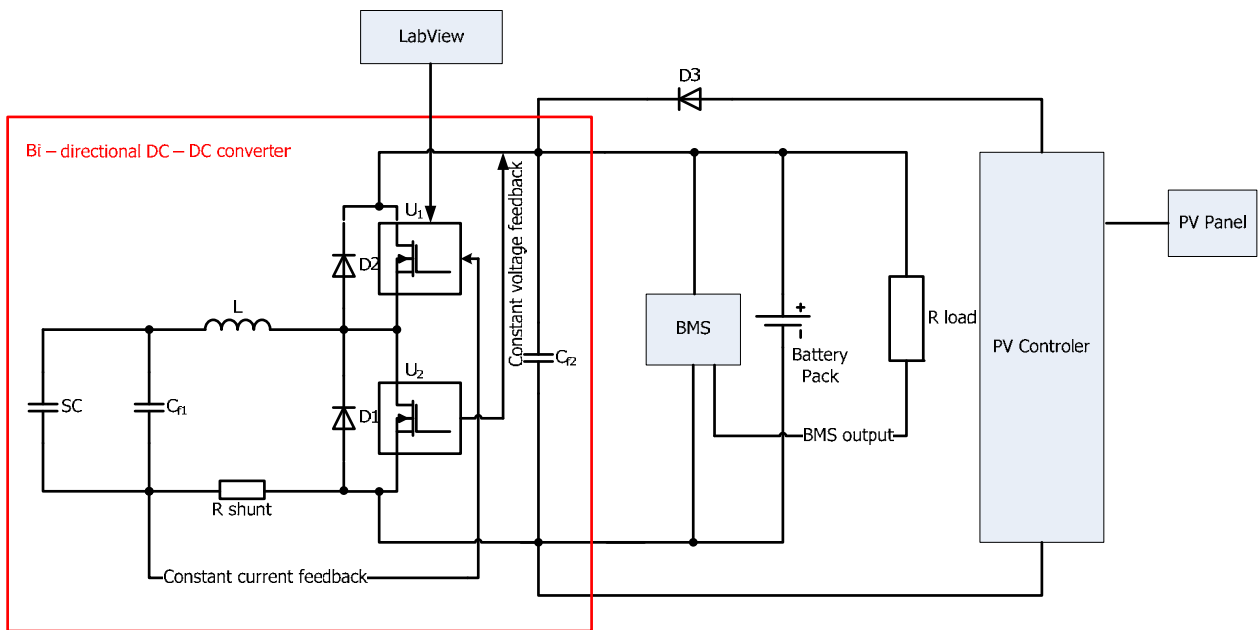 LabView
D3
Bi – directional DC – DC converter
U1
D2
Constant voltage feedback
L
PV Panel
BMS
+
Battery
Pack
R load
PV Controler
Cf2
U2
SC
Cf1
D1
BMS output
R shunt
Constant current feedback